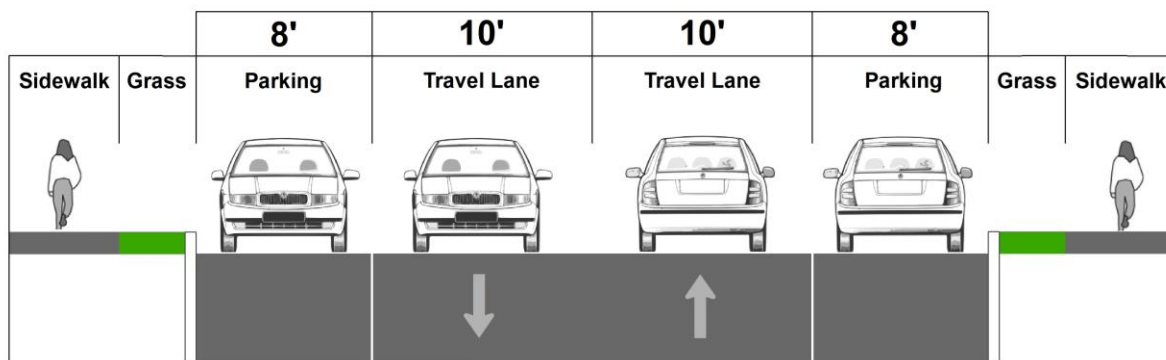 8' 10' 10' 8'
Sidewalk Grass Parking Travel Lane Travel Lane Parking Grass Sidewalk